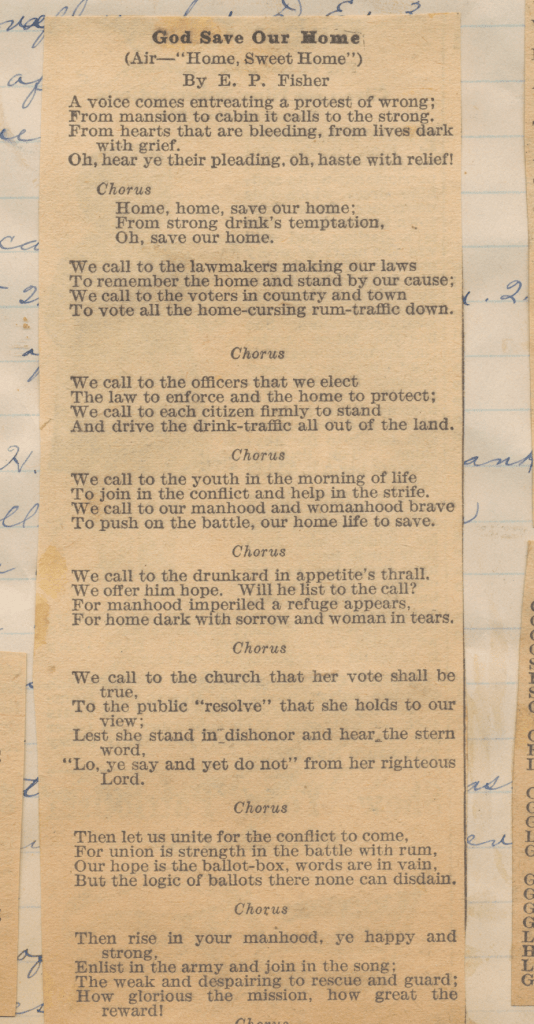 God Save Our Home
(Air—"Home, Sweet Home")
By E. P. Fisher
A voice comes entreating a protest of wrong;
From mansion to cabin it calls to the strong.
From hearts that are bleeding, from lives dark
with grief.
Oh, hear ye their pleading, oh, haste with relief!
Chorus
Home, home, save our home;
From strong drink's temptation,
Oh, save our home.
We call to the lawmakers making our laws
To remember the home and stand by our cause;
We call to the voters in country and town
To vote all the home-cursing rum-traffic down.
Chorus
We call to the officers that we elect
The law to enforce and the home to protect;
We call to each citizen firmly to stand
And drive the drink-traffic all out of the land.
Chorus
We call to the youth in the morning of life
To join in the conflict and help in the strife.
We call to our manhood and womanhood brave
To push on the battle, our home life to save.
Chorus
We call to the drunkard in appetite's thrall.
We offer him hope. Will he list to the call?
For manhood imperiled a refuge appears,
For home dark with sorrow and woman in tears.
Chorus
We call to the church that her vote shall be
true,
To the public "resolve" that she holds to our
view;
Lest she stand in dishonor and hear the stern
word,
"Lo, ye say and yet do not" from her righteous
Lord.
Chorus
Then let us unite for the conflict to come,
For union is strength in the battle with rum,
Our hope is the ballot-box, words are in vain,
But the logic of ballots there none can disdain.
Chorus
Then rise in your manhood, ye happy and
strong,
Enlist in the army and join in the song;
The weak and despairing to rescue and guard;
How glorious the mission, how great the
reward!
Chorus